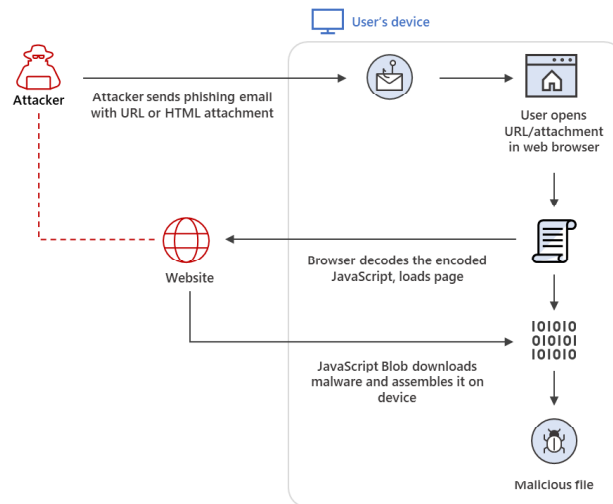 User's device
Attacker
Attacker sends phishing email
with URL or HTML attachment
User opens
URL/attachment
in web browser
Browser decodes the encoded
JavaScript, loads page
Website
101010
010101
101010
JavaScript Blob downloads
malware and assembles it on
device
Malicious file